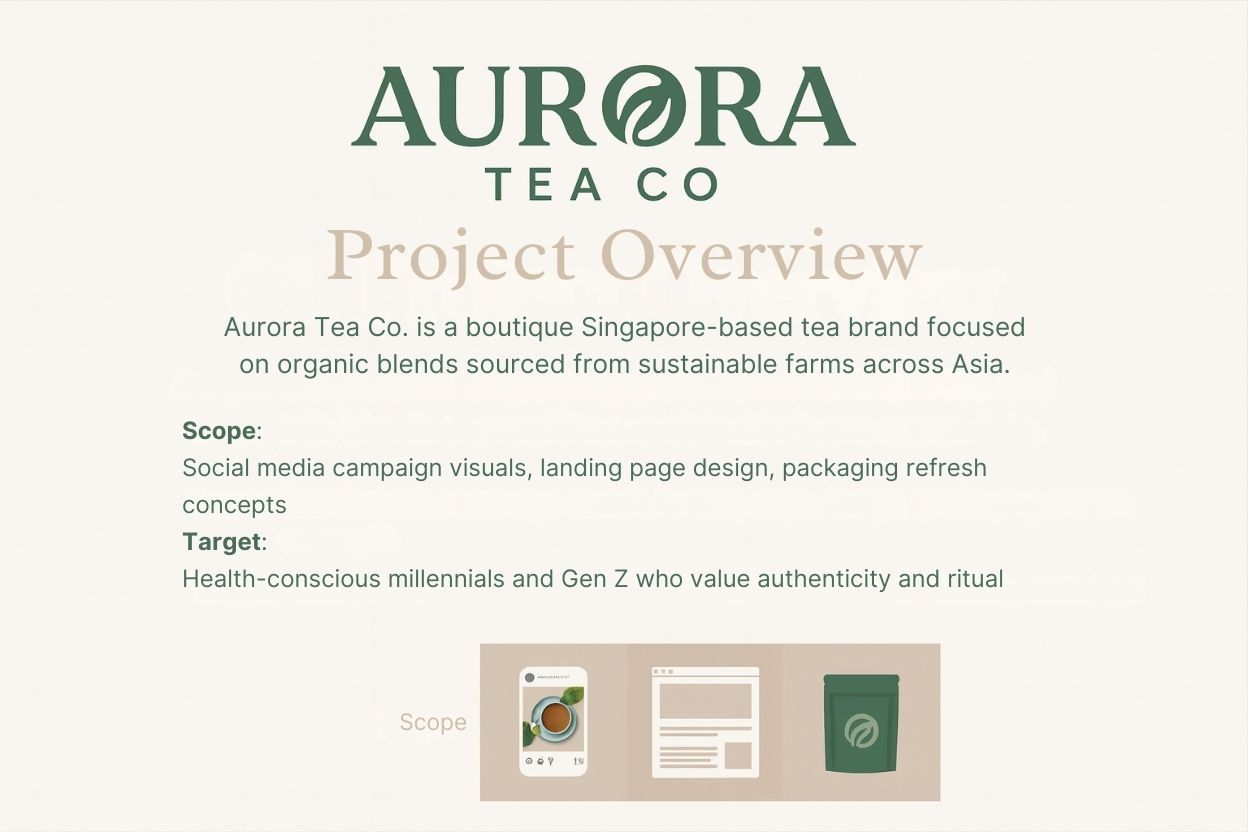 AURORA
TEA CO
Project Overview
Aurora Tea Co. is a boutique Singapore-based tea brand focused
on organic blends sourced from sustainable farms across Asia.
Scope:
Social media campaign visuals, landing page design, packaging refresh
concepts
Target:
Health-conscious millennials and Gen Z who value authenticity and ritual
Scope